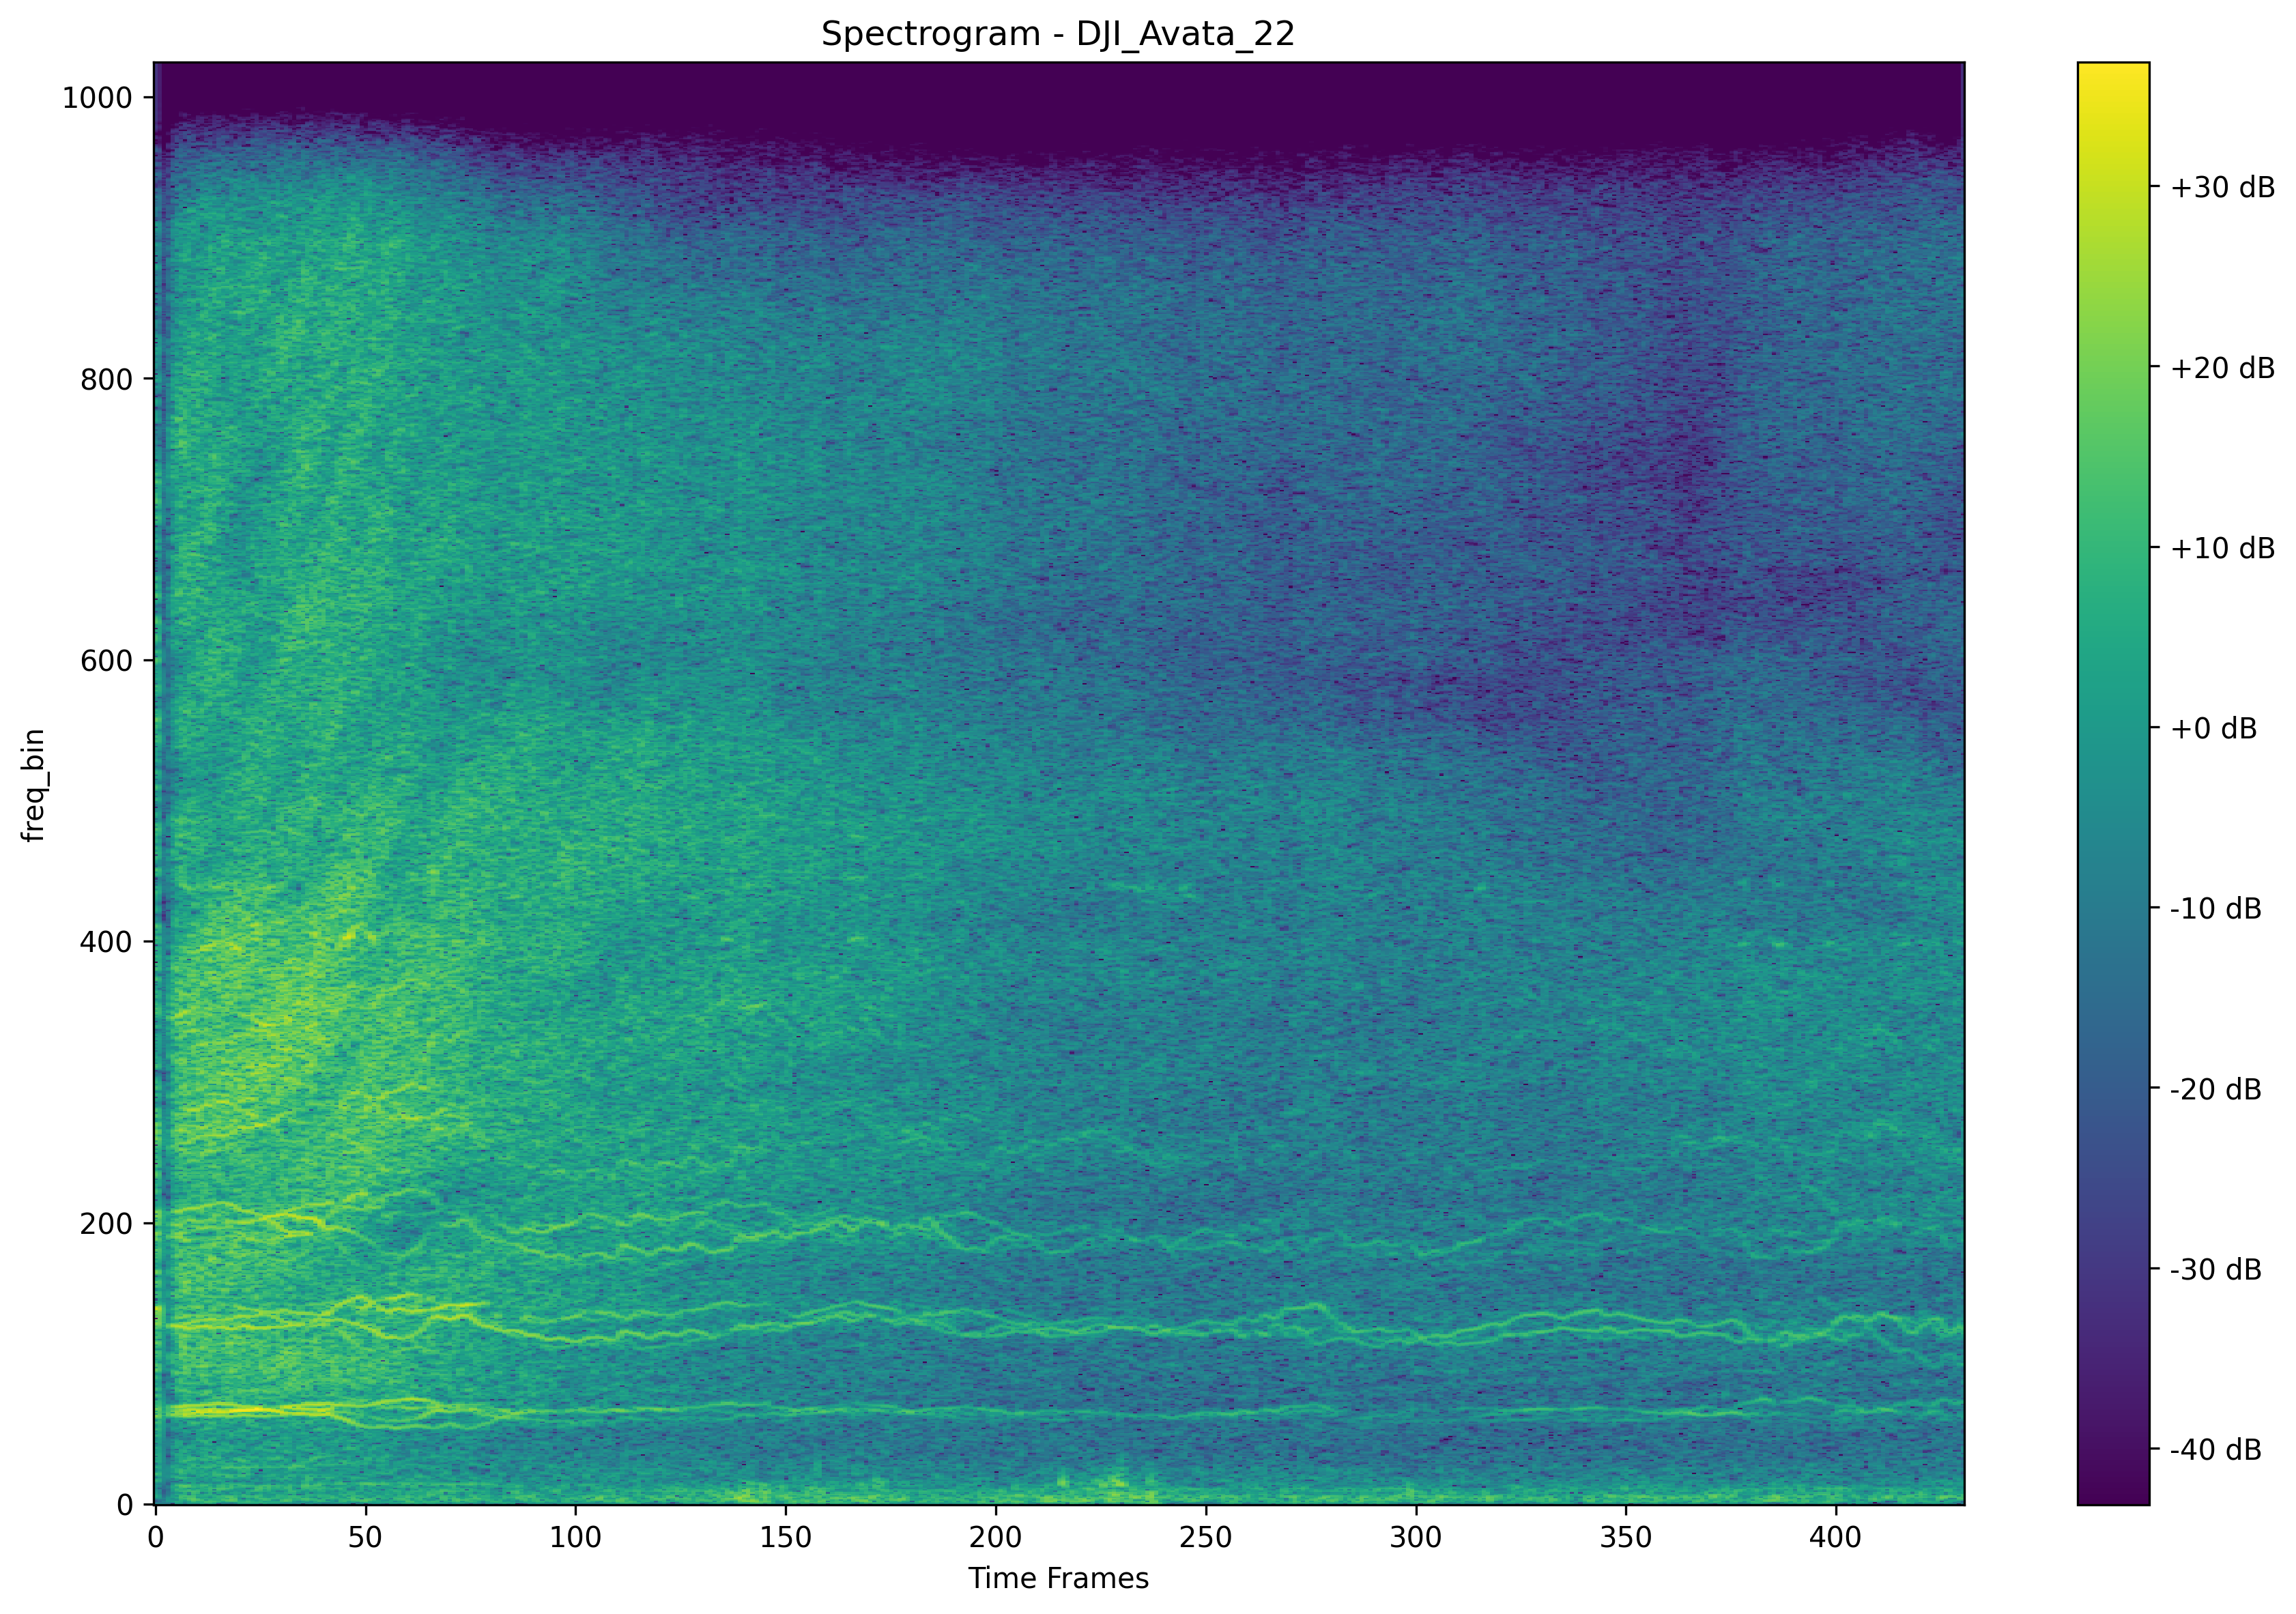 Spectrogram - DJI_Avata_22
1000
800
600
400
200
0
freq_bin
0 50 100 150 200 250 300 350 400
Time Frames
+30 dB
+20 dB
+10 dB
+0 dB
-10 dB
-20 dB
-30 dB
-40 dB